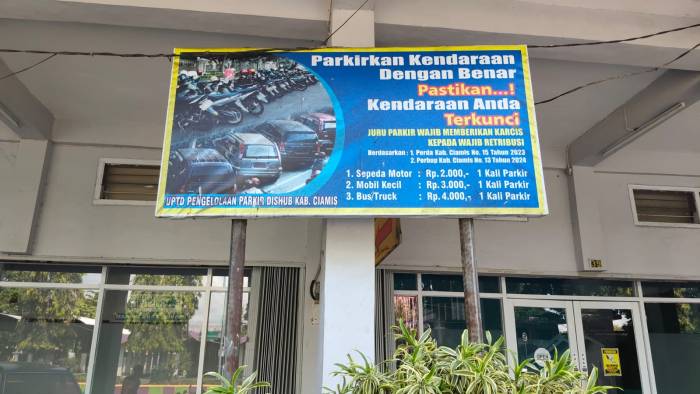 Parkirkan Kendaraan
Dengan Benar
Pastikan...!
Kendaraan Anda
Terkunci
JURU PARKIR WAJIB MEMBERIKAN KARCIS
KEPADA WAJIB RETRIBUSI
Berdasarkan : 1. Perda Kab. Ciamis No. 15 Tahun 2023
2. Perbup Kab. Ciamis No. 13 Tahun 2024
1. Sepeda Motor : Rp. 2.000,- 1 Kali Parkir
2. Mobil Kecil : Rp. 3.000,- 1 Kali Parkir
3. Bus/Truck : Rp. 4.000,- 1 Kali Parkir
UPTD PENGELOLAAN PARKIR DISHUB KAB. CIAMIS